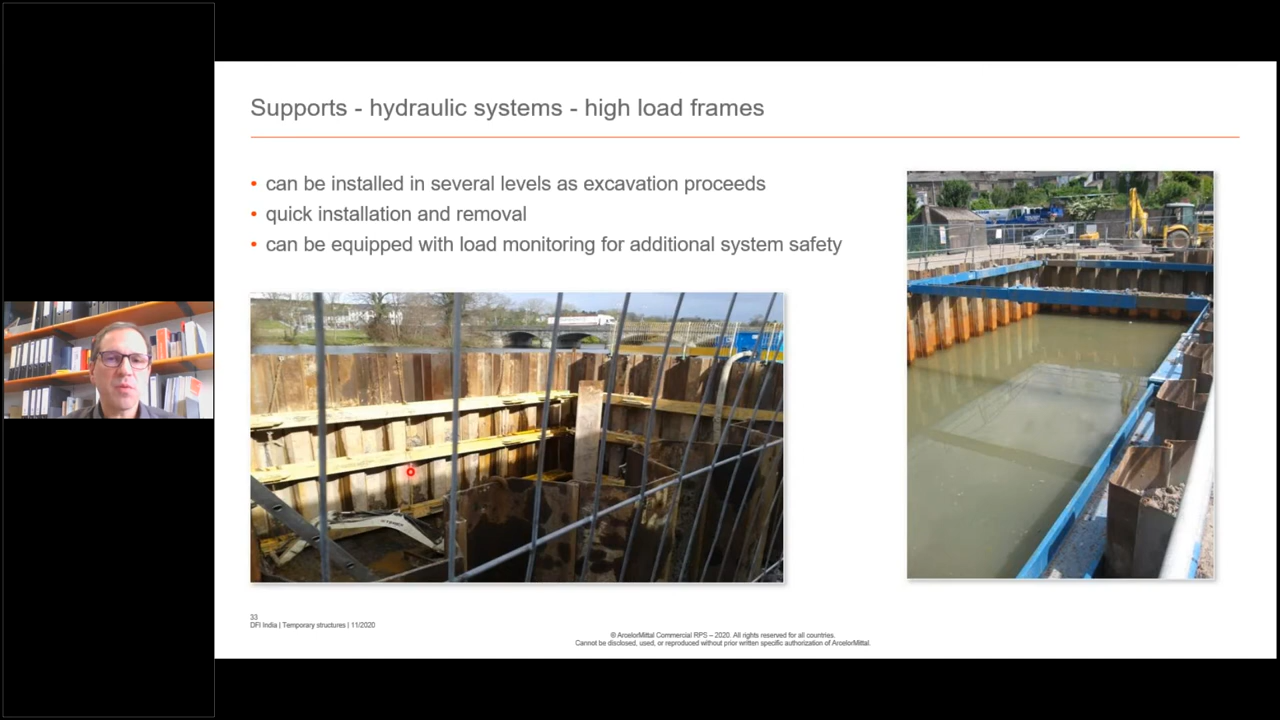 Supports - hydraulic systems - high load frames
• can be installed in several levels as excavation proceeds
• quick installation and removal
• can be equipped with load monitoring for additional system safety
33
DFI India | Temporary structures | 11/2020
© ArcelorMittal Commercial RPS – 2020. All rights reserved for all countries.
Cannot be disclosed, used, or reproduced without prior written specific authorization of ArcelorMittal.